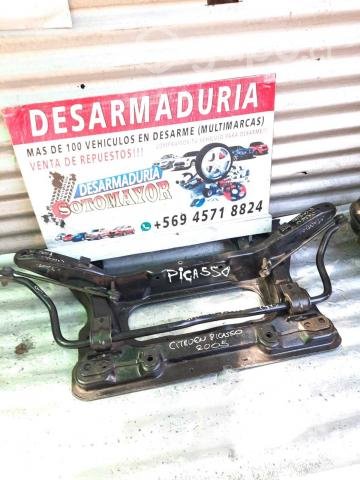 DESARMADURIA
MAS DE 100 VEHICULOS EN DESARME (MULTIMARCAS)
VENTA DE REPUESTOS!!!
DESARMADURIA
SOTOMAYOR
+569 4571 8824
PICASSO
CITROEN PICASSO
2005